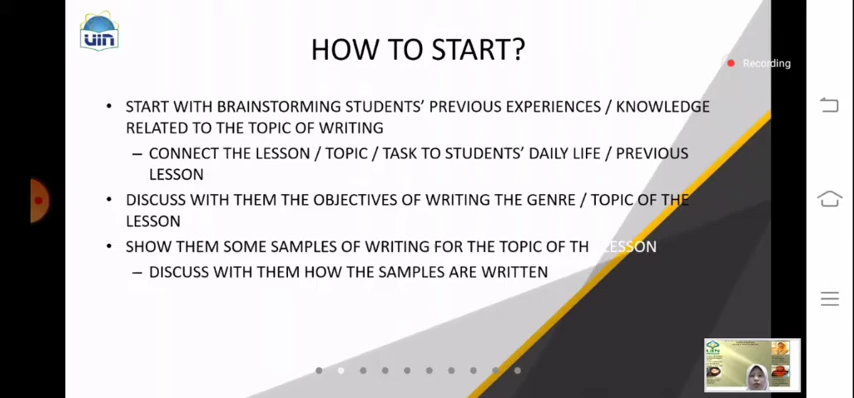 UIN
HOW TO START?
Recording
• START WITH BRAINSTORMING STUDENTS' PREVIOUS EXPERIENCES / KNOWLEDGE
RELATED TO THE TOPIC OF WRITING
– CONNECT THE LESSON / TOPIC / TASK TO STUDENTS' DAILY LIFE / PREVIOUS
LESSON
• DISCUSS WITH THEM THE OBJECTIVES OF WRITING THE GENRE / TOPIC OF THE
LESSON
• SHOW THEM SOME SAMPLES OF WRITING FOR THE TOPIC OF TH LESSON
– DISCUSS WITH THEM HOW THE SAMPLES ARE WRITTEN